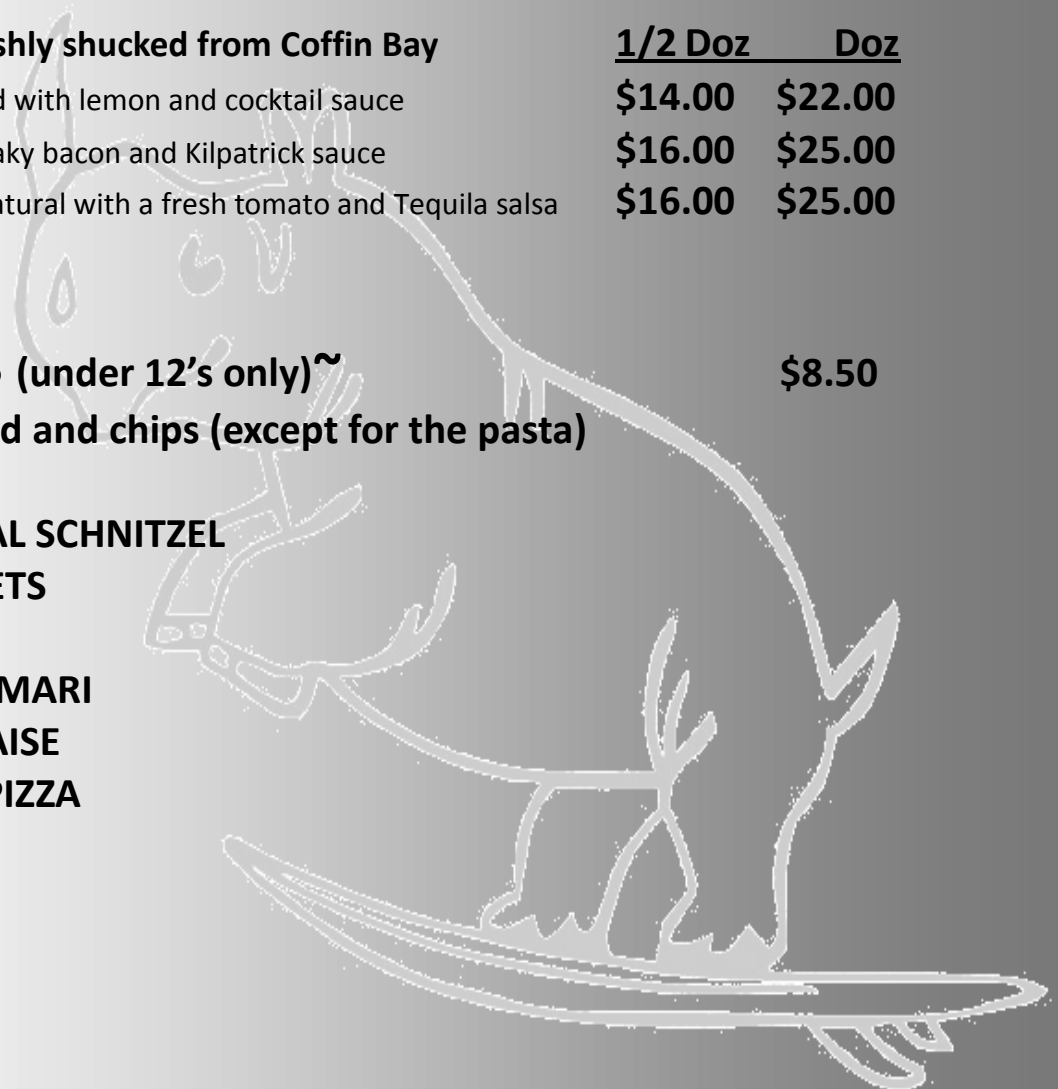 shly shucked from Coffin Bay 1/2 Doz Doz
d with lemon and cocktail sauce $14.00 $22.00
aky bacon and Kilpatrick sauce $16.00 $25.00
atural with a fresh tomato and Tequila salsa $16.00 $25.00
(under 12’s only)~ $8.50
d and chips (except for the pasta)
AL SCHNITZEL
ETS
MARI
AISE
PIZZA